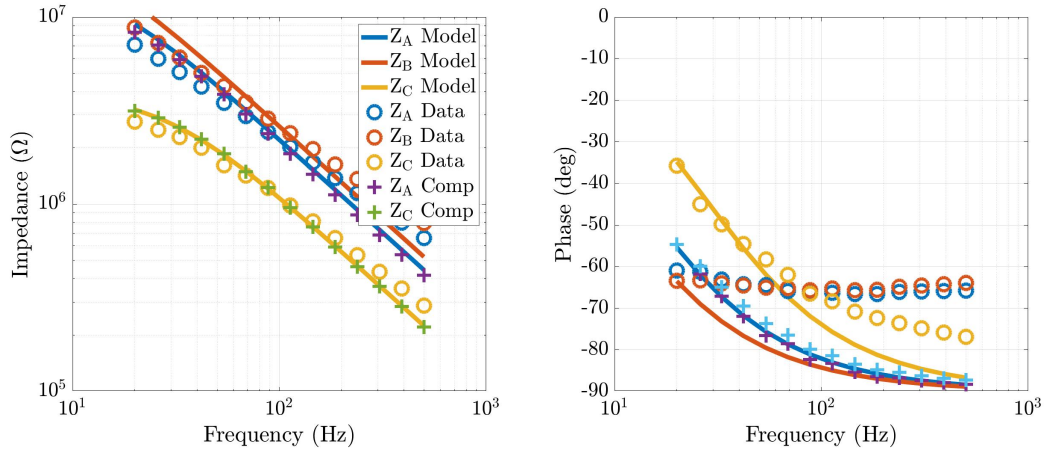 10^7
10^6
10^5
10^1
10^2
10^3
Impedance (Ω)
Frequency (Hz)
Z_A Model
Z_B Model
Z_C Model
Z_A Data
Z_B Data
Z_C Data
Z_A Comp
Z_C Comp
0
-10
-20
-30
-40
-50
-60
-70
-80
-90
10^1
10^2
10^3
Phase (deg)
Frequency (Hz)